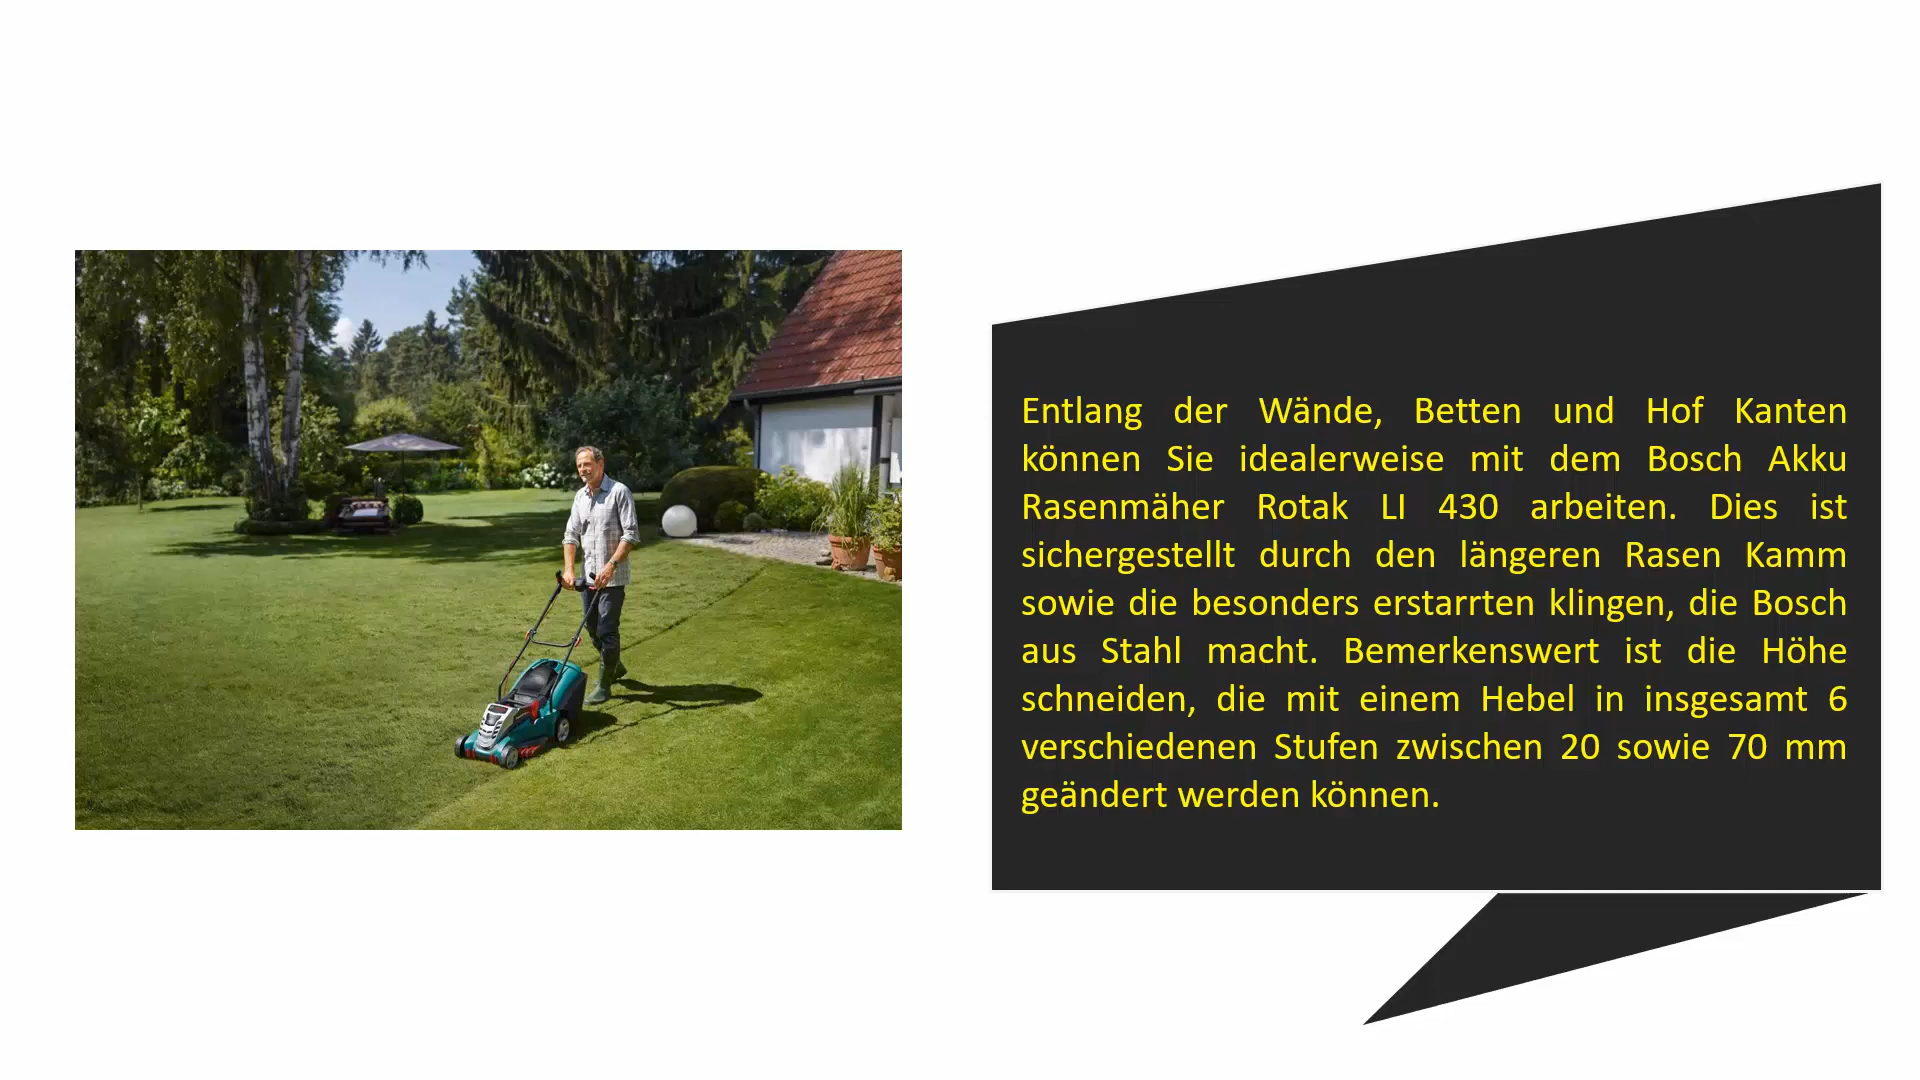 Entlang der Wände, Betten und Hof Kanten
können Sie idealerweise mit dem Bosch Akku
Rasenmäher Rotak LI 430 arbeiten. Dies ist
sichergestellt durch den längeren Rasen Kamm
sowie die besonders erstarrten klingen, die Bosch
aus Stahl macht. Bemerkenswert ist die Höhe
schneiden, die mit einem Hebel in insgesamt 6
verschiedenen Stufen zwischen 20 sowie 70 mm
geändert werden können.